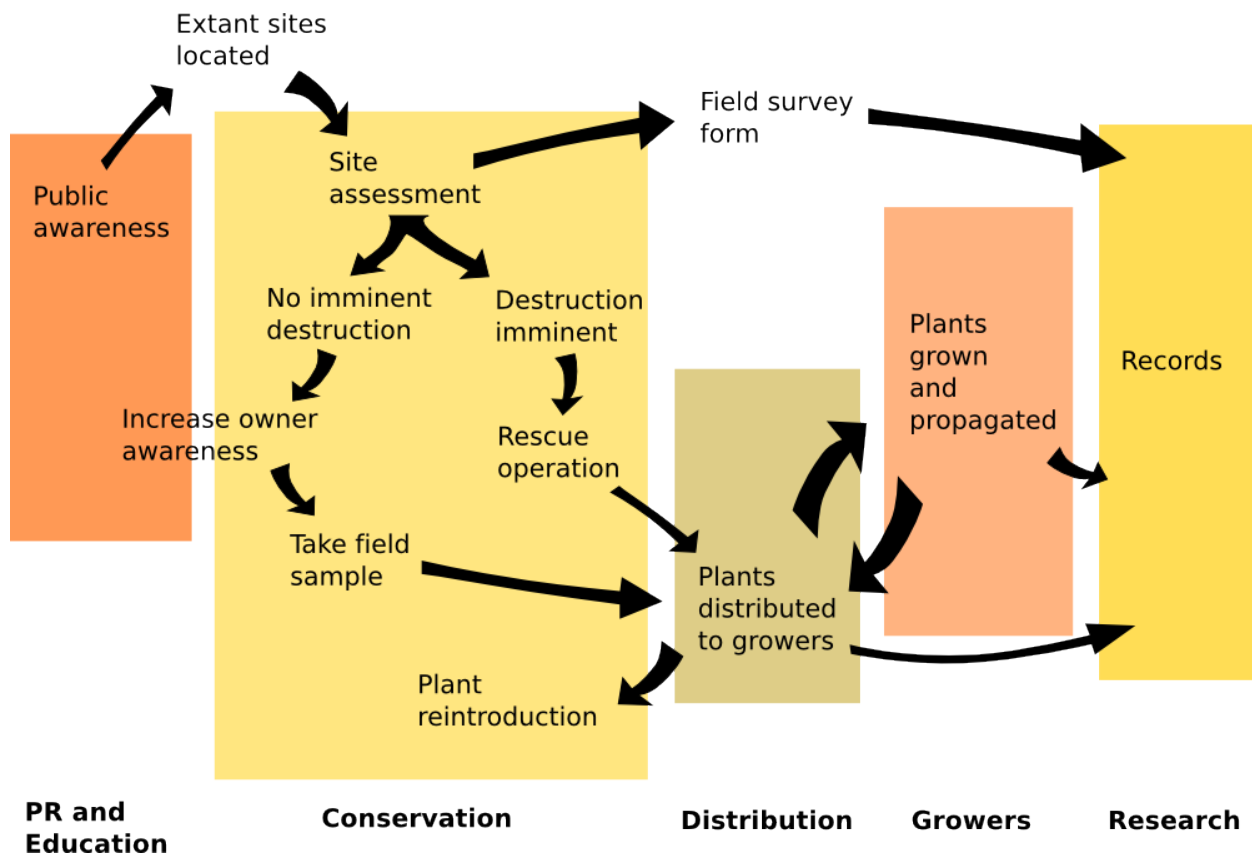 Extant sites
located
Public
awareness
Site
assessment
Field survey
form
No imminent
destruction
Destruction
imminent
Plants
grown
and
propagated
Records
Increase owner
awareness
Rescue
operation
Take field
sample
Plants
distributed
to growers
Plant
reintroduction
PR and
Education
Conservation
Distribution
Growers
Research